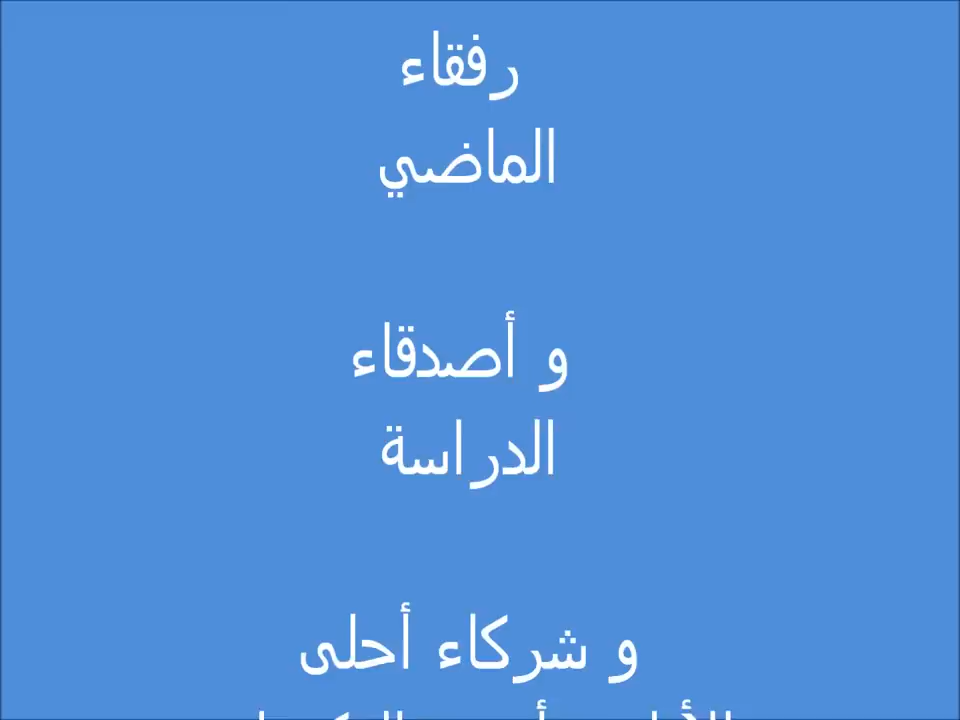 رفقاء
الماضي
و أصدقاء
الدراسة
و شركاء أحلى